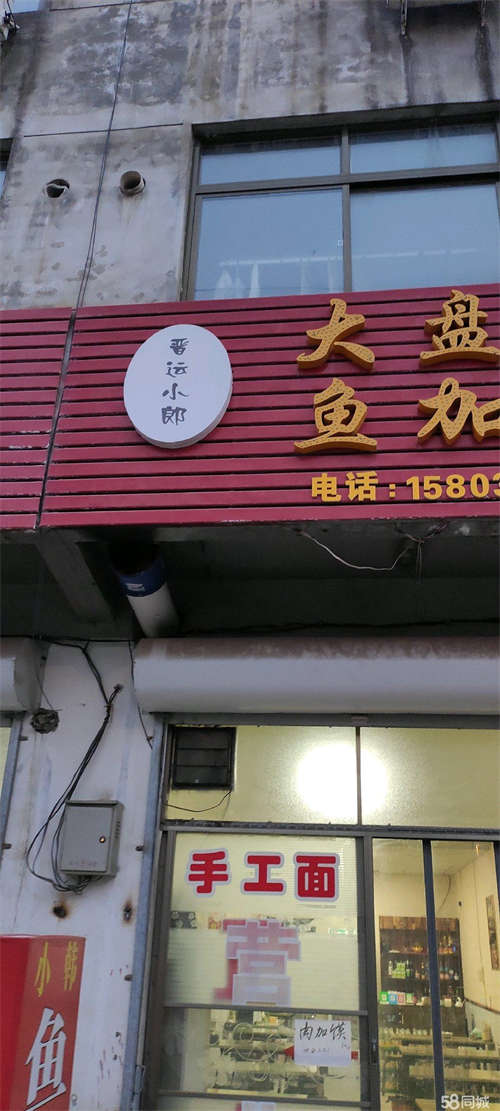 晋运小郎
大盘
鱼加
电话:15803
手工面
营
肉加馍
小韩
鱼
58同城